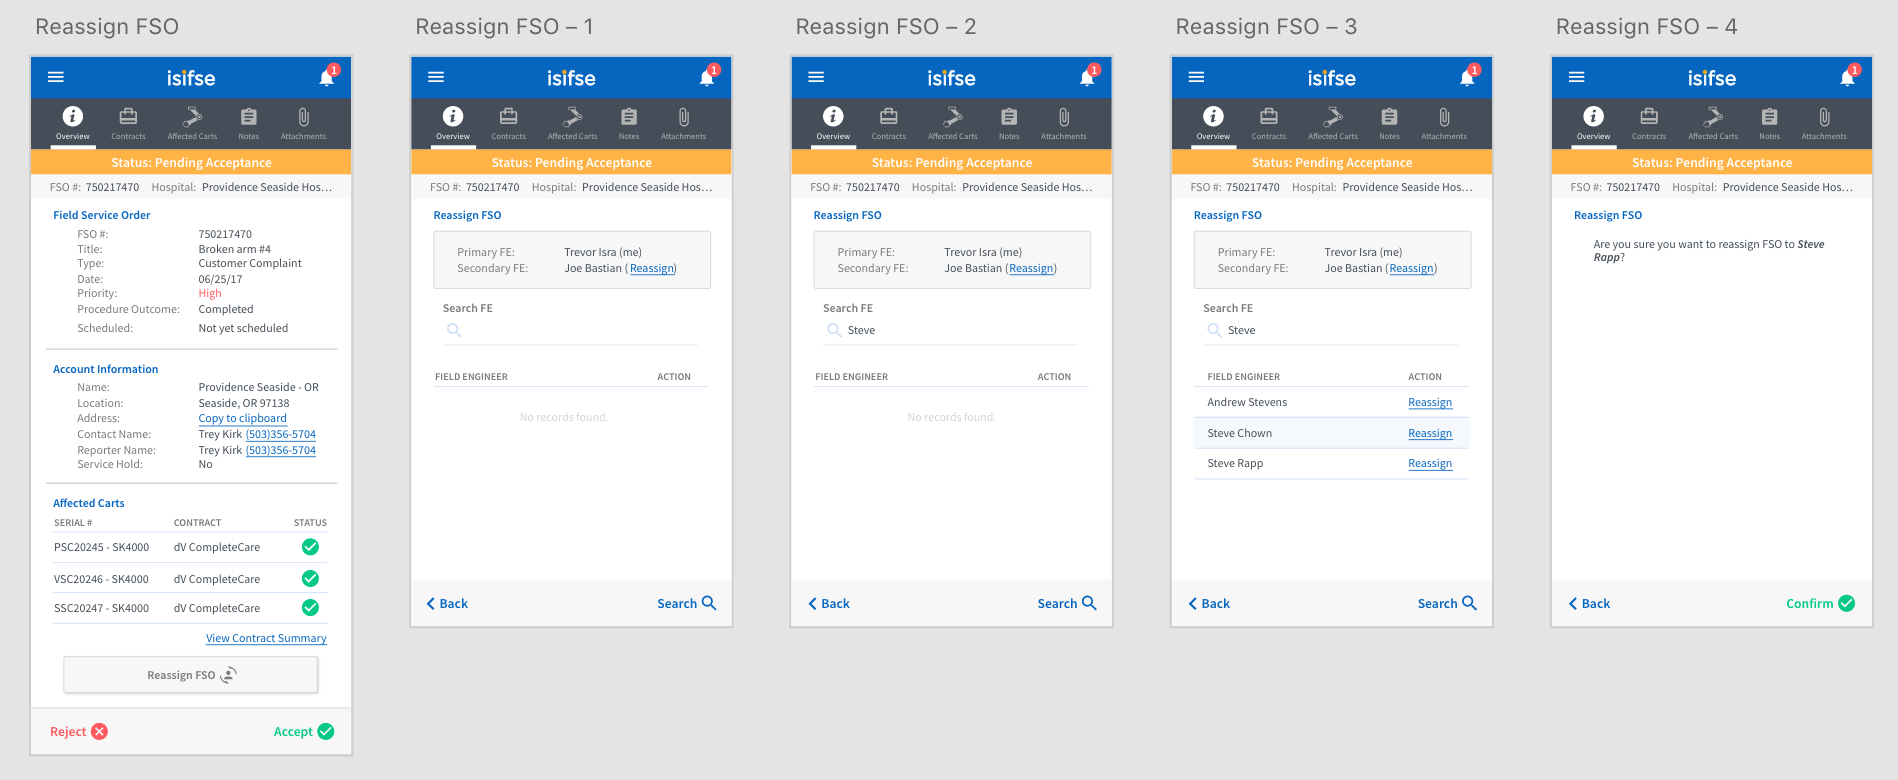 Reassign FSO
isifse
1
Overview Contracts Affected Carts Notes Attachments
Status: Pending Acceptance
FSO #: 750217470 Hospital: Providence Seaside Hos...
Field Service Order
FSO #: 750217470
Title: Broken arm #4
Type: Customer Complaint
Date: 06/25/17
Priority: High
Procedure Outcome: Completed
Scheduled: Not yet scheduled
Account Information
Name: Providence Seaside - OR
Location: Seaside, OR 97138
Address: Copy to clipboard
Contact Name: Trey Kirk (503)356-5704
Reporter Name: Trey Kirk (503)356-5704
Service Hold: No
Affected Carts
SERIAL # CONTRACT STATUS
PSC20245 - SK4000 dV CompleteCare
VSC20246 - SK4000 dV CompleteCare
SSC20247 - SK4000 dV CompleteCare
View Contract Summary
Reassign FSO
Reject Accept
Reassign FSO – 1
isifse
1
Overview Contracts Affected Carts Notes Attachments
Status: Pending Acceptance
FSO #: 750217470 Hospital: Providence Seaside Hos...
Reassign FSO
Primary FE: Trevor Isra (me)
Secondary FE: Joe Bastian (Reassign)
Search FE
FIELD ENGINEER ACTION
No records found.
Back Search
Reassign FSO – 2
isifse
1
Overview Contracts Affected Carts Notes Attachments
Status: Pending Acceptance
FSO #: 750217470 Hospital: Providence Seaside Hos...
Reassign FSO
Primary FE: Trevor Isra (me)
Secondary FE: Joe Bastian (Reassign)
Search FE
Steve
FIELD ENGINEER ACTION
No records found.
Back Search
Reassign FSO – 3
isifse
1
Overview Contracts Affected Carts Notes Attachments
Status: Pending Acceptance
FSO #: 750217470 Hospital: Providence Seaside Hos...
Reassign FSO
Primary FE: Trevor Isra (me)
Secondary FE: Joe Bastian (Reassign)
Search FE
Steve
FIELD ENGINEER ACTION
Andrew Stevens Reassign
Steve Chown Reassign
Steve Rapp Reassign
Back Search
Reassign FSO – 4
isifse
1
Overview Contracts Affected Carts Notes Attachments
Status: Pending Acceptance
FSO #: 750217470 Hospital: Providence Seaside Hos...
Reassign FSO
Are you sure you want to reassign FSO to Steve
Rapp?
Back Confirm